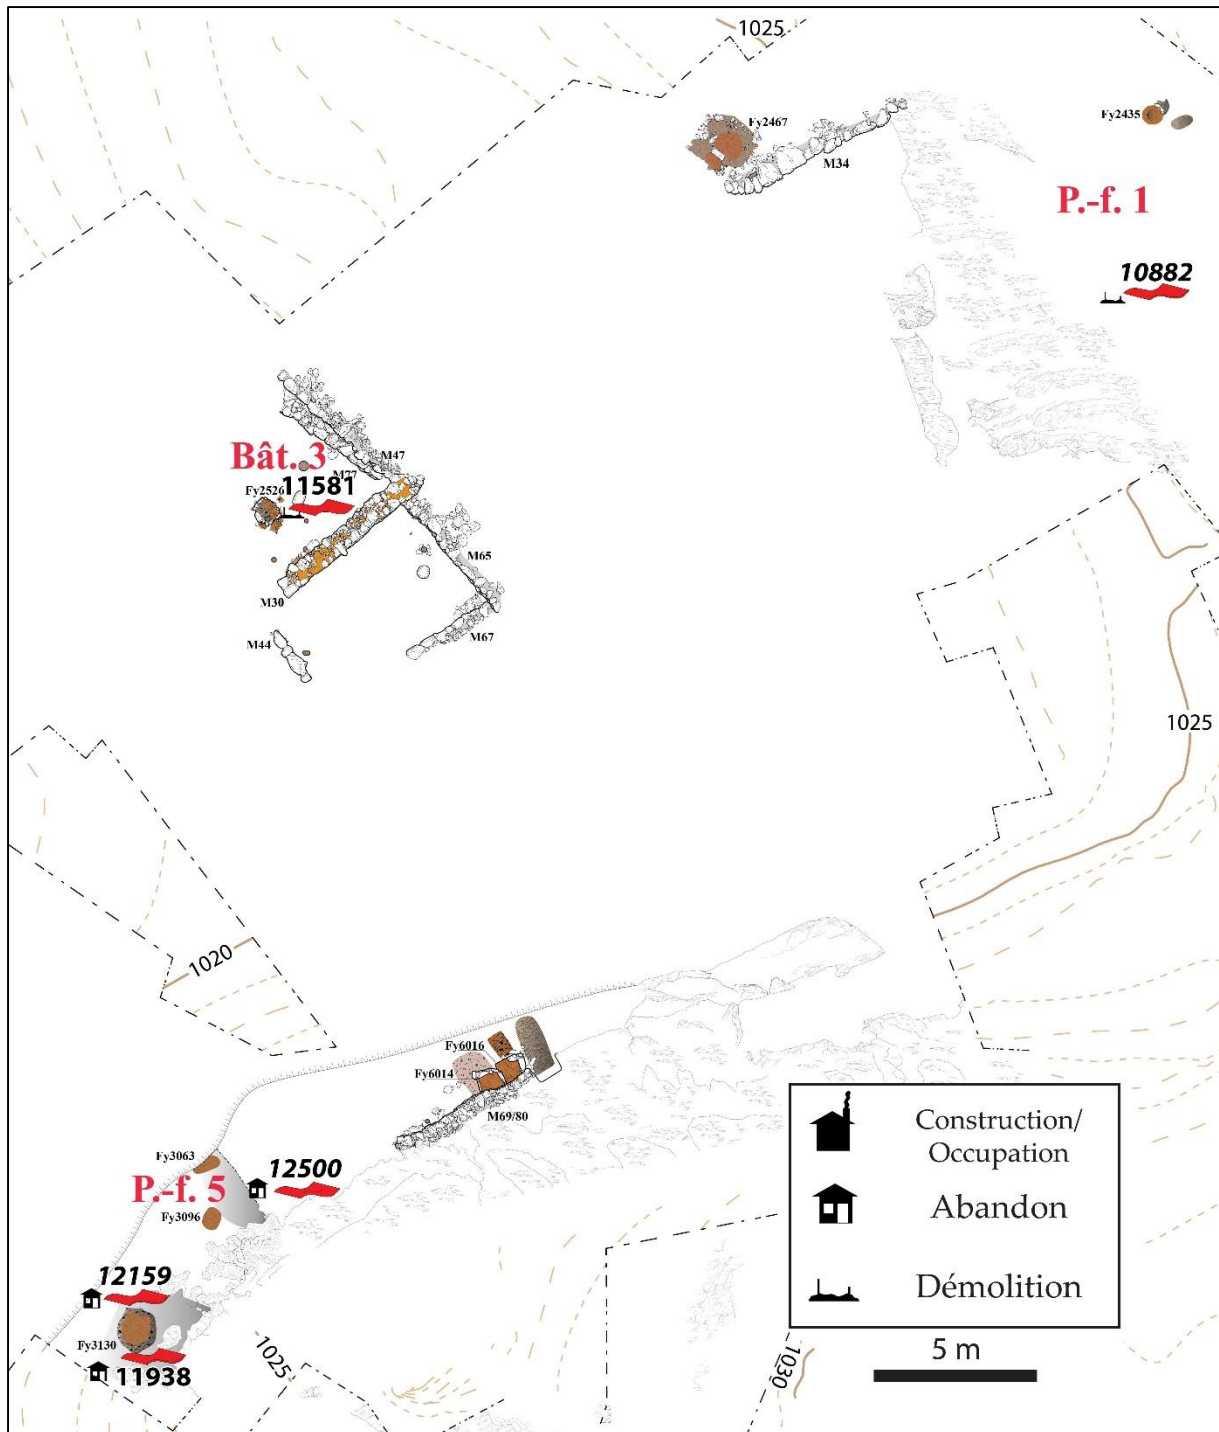 1025
Fy2467
Fy2435
M34
P.-f. 1
10882
M47
Bât. 3
M77
Fy2526
11581
M65
M30
M67
M44
1025
1020
Fy6016
Fy6014
M69/80
Fy3063
12500
P.-f. 5
Fy3096
12159
Fy3130
11938
1025
1030
Construction/
Occupation
Abandon
Démolition
5 m